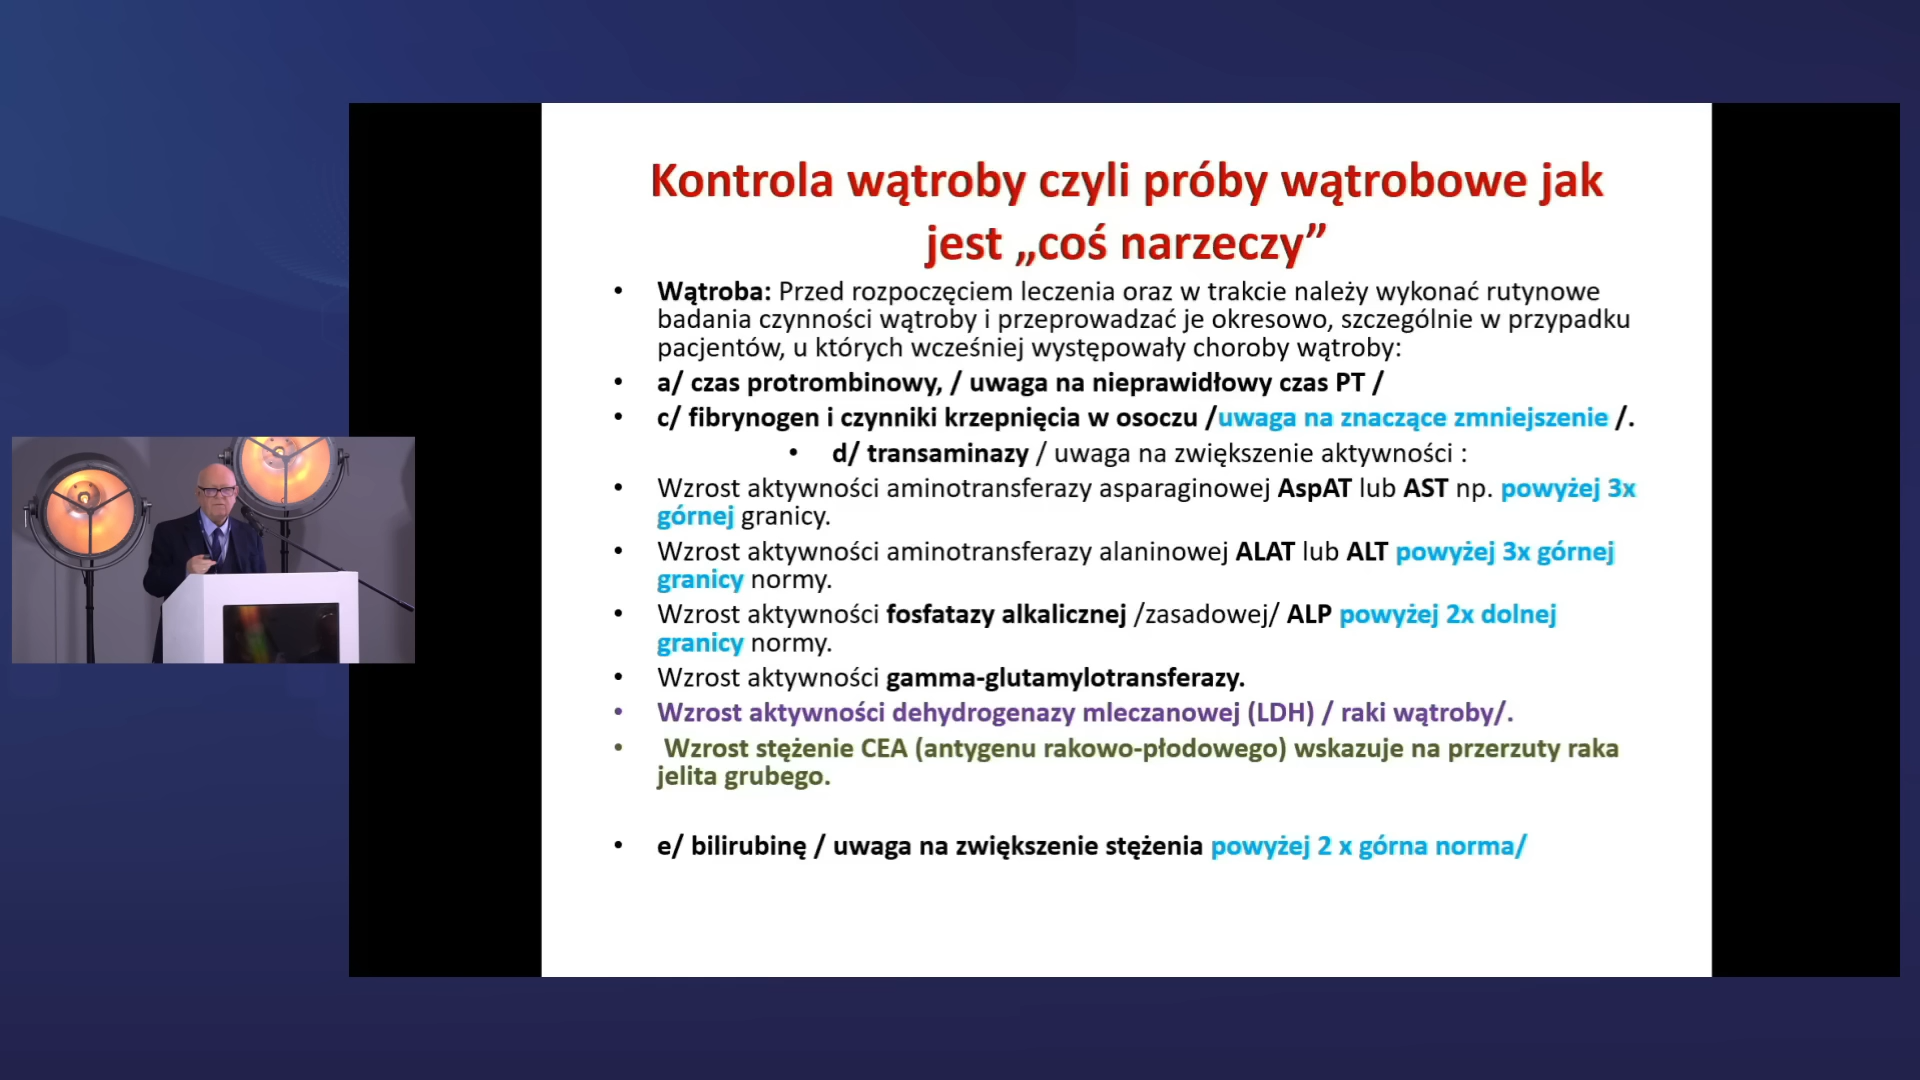 Kontrola wątroby czyli próby wątrobowe jak
jest „coś narzeczy”
• Wątroba: Przed rozpoczęciem leczenia oraz w trakcie należy wykonać rutynowe
badania czynności wątroby i przeprowadzać je okresowo, szczególnie w przypadku
pacjentów, u których wcześniej występowały choroby wątroby:
• a/ czas protrombinowy, / uwaga na nieprawidłowy czas PT /
• c/ fibrynogen i czynniki krzepnięcia w osoczu /uwaga na znaczące zmniejszenie /.
• d/ transaminazy / uwaga na zwiększenie aktywności :
• Wzrost aktywności aminotransferazy asparaginowej AspAT lub AST np. powyżej 3x
górnej granicy.
• Wzrost aktywności aminotransferazy alaninowej ALAT lub ALT powyżej 3x górnej
granicy normy.
• Wzrost aktywności fosfatazy alkalicznej /zasadowej/ ALP powyżej 2x dolnej
granicy normy.
• Wzrost aktywności gamma-glutamylotransferazy.
• Wzrost aktywności dehydrogenazy mleczanowej (LDH) / raki wątroby/.
• Wzrost stężenie CEA (antygenu rakowo-płodowego) wskazuje na przerzuty raka
jelita grubego.
• e/ bilirubinę / uwaga na zwiększenie stężenia powyżej 2 x górna norma/